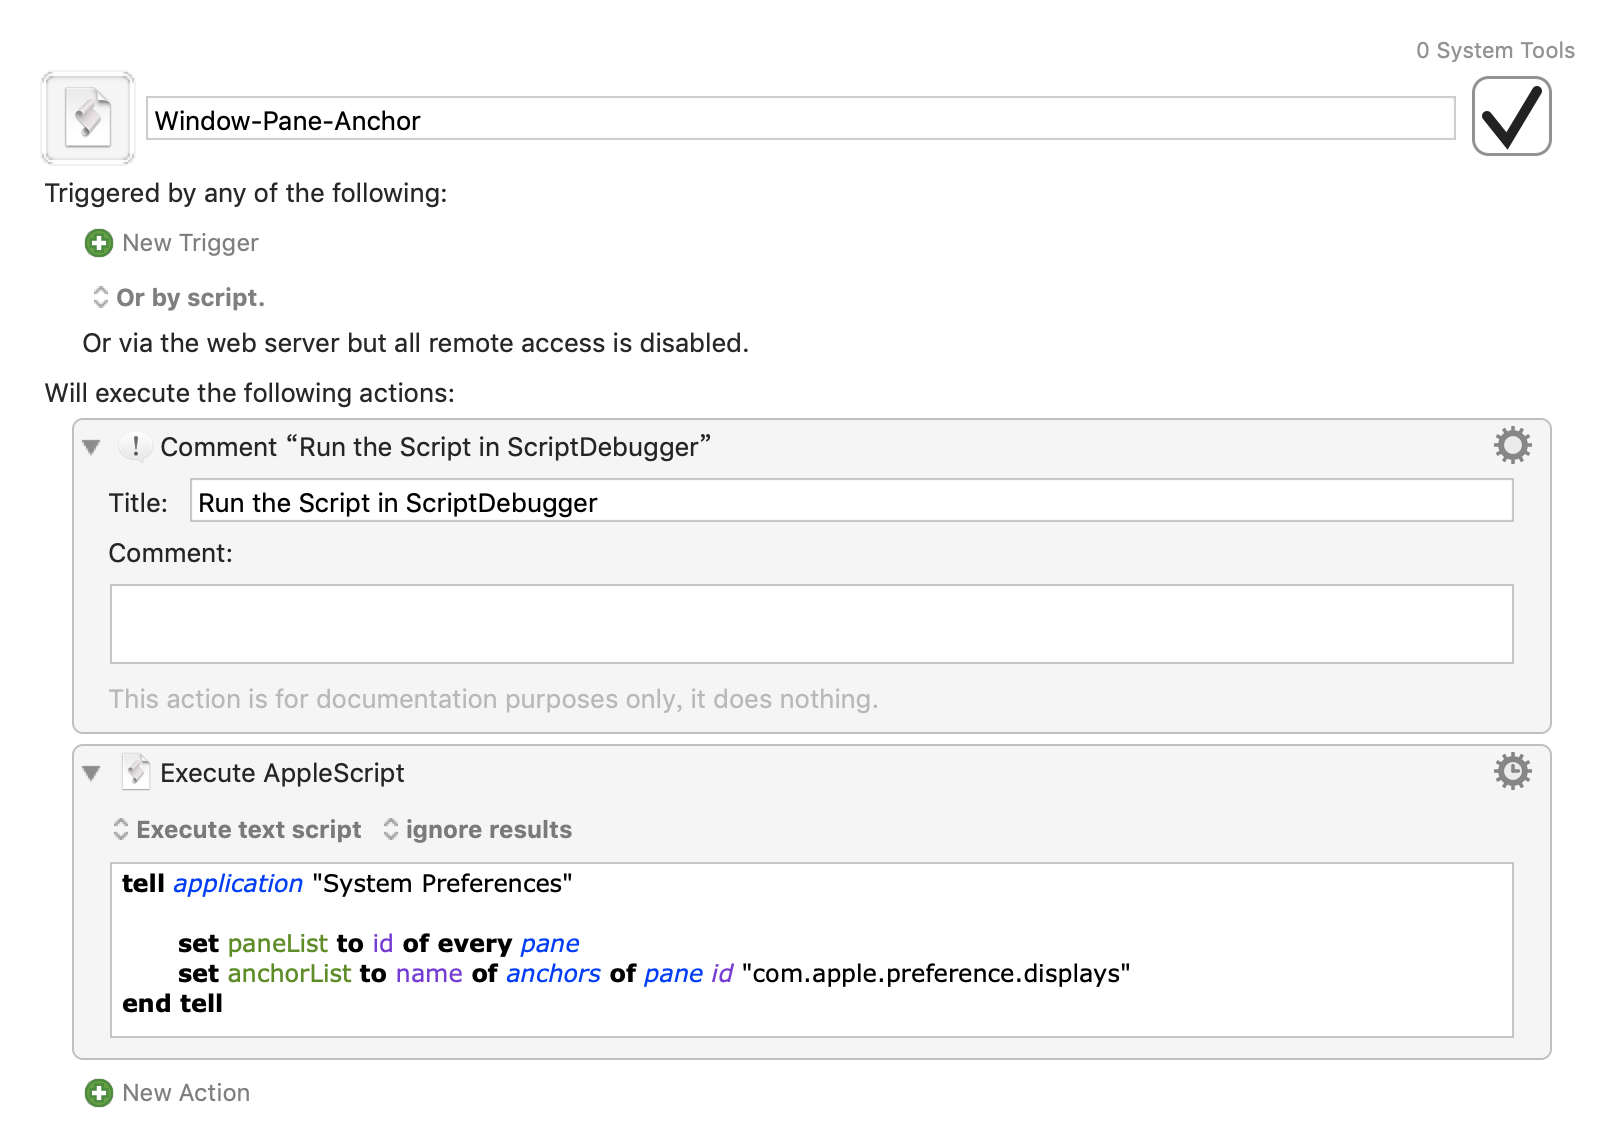 0 System Tools
Window-Pane-Anchor
Triggered by any of the following:
New Trigger
Or by script.
Or via the web server but all remote access is disabled.
Will execute the following actions:
Comment “Run the Script in ScriptDebugger”
Title: Run the Script in ScriptDebugger
Comment:
This action is for documentation purposes only, it does nothing.
Execute AppleScript
Execute text script ignore results
tell application "System Preferences"
set paneList to id of every pane
set anchorList to name of anchors of pane id "com.apple.preference.displays"
end tell
New Action